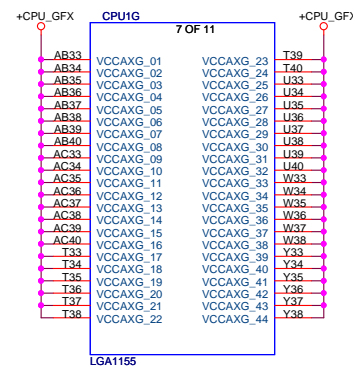 +CPU_GFX CPU1G +CPU_GFX
7 OF 11
AB33 VCCAXG_01 VCCAXG_23 T39
AB34 VCCAXG_02 VCCAXG_24 T40
AB35 VCCAXG_03 VCCAXG_25 U33
AB36 VCCAXG_04 VCCAXG_26 U34
AB37 VCCAXG_05 VCCAXG_27 U35
AB38 VCCAXG_06 VCCAXG_28 U36
AB39 VCCAXG_07 VCCAXG_29 U37
AB40 VCCAXG_08 VCCAXG_30 U38
AC33 VCCAXG_09 VCCAXG_31 U39
AC34 VCCAXG_10 VCCAXG_32 U40
AC35 VCCAXG_11 VCCAXG_33 W33
AC36 VCCAXG_12 VCCAXG_34 W34
AC37 VCCAXG_13 VCCAXG_35 W35
AC38 VCCAXG_14 VCCAXG_36 W36
AC39 VCCAXG_15 VCCAXG_37 W37
AC40 VCCAXG_16 VCCAXG_38 W38
T33 VCCAXG_17 VCCAXG_39 Y33
T34 VCCAXG_18 VCCAXG_40 Y34
T35 VCCAXG_19 VCCAXG_41 Y35
T36 VCCAXG_20 VCCAXG_42 Y36
T37 VCCAXG_21 VCCAXG_43 Y37
T38 VCCAXG_22 VCCAXG_44 Y38
LGA1155